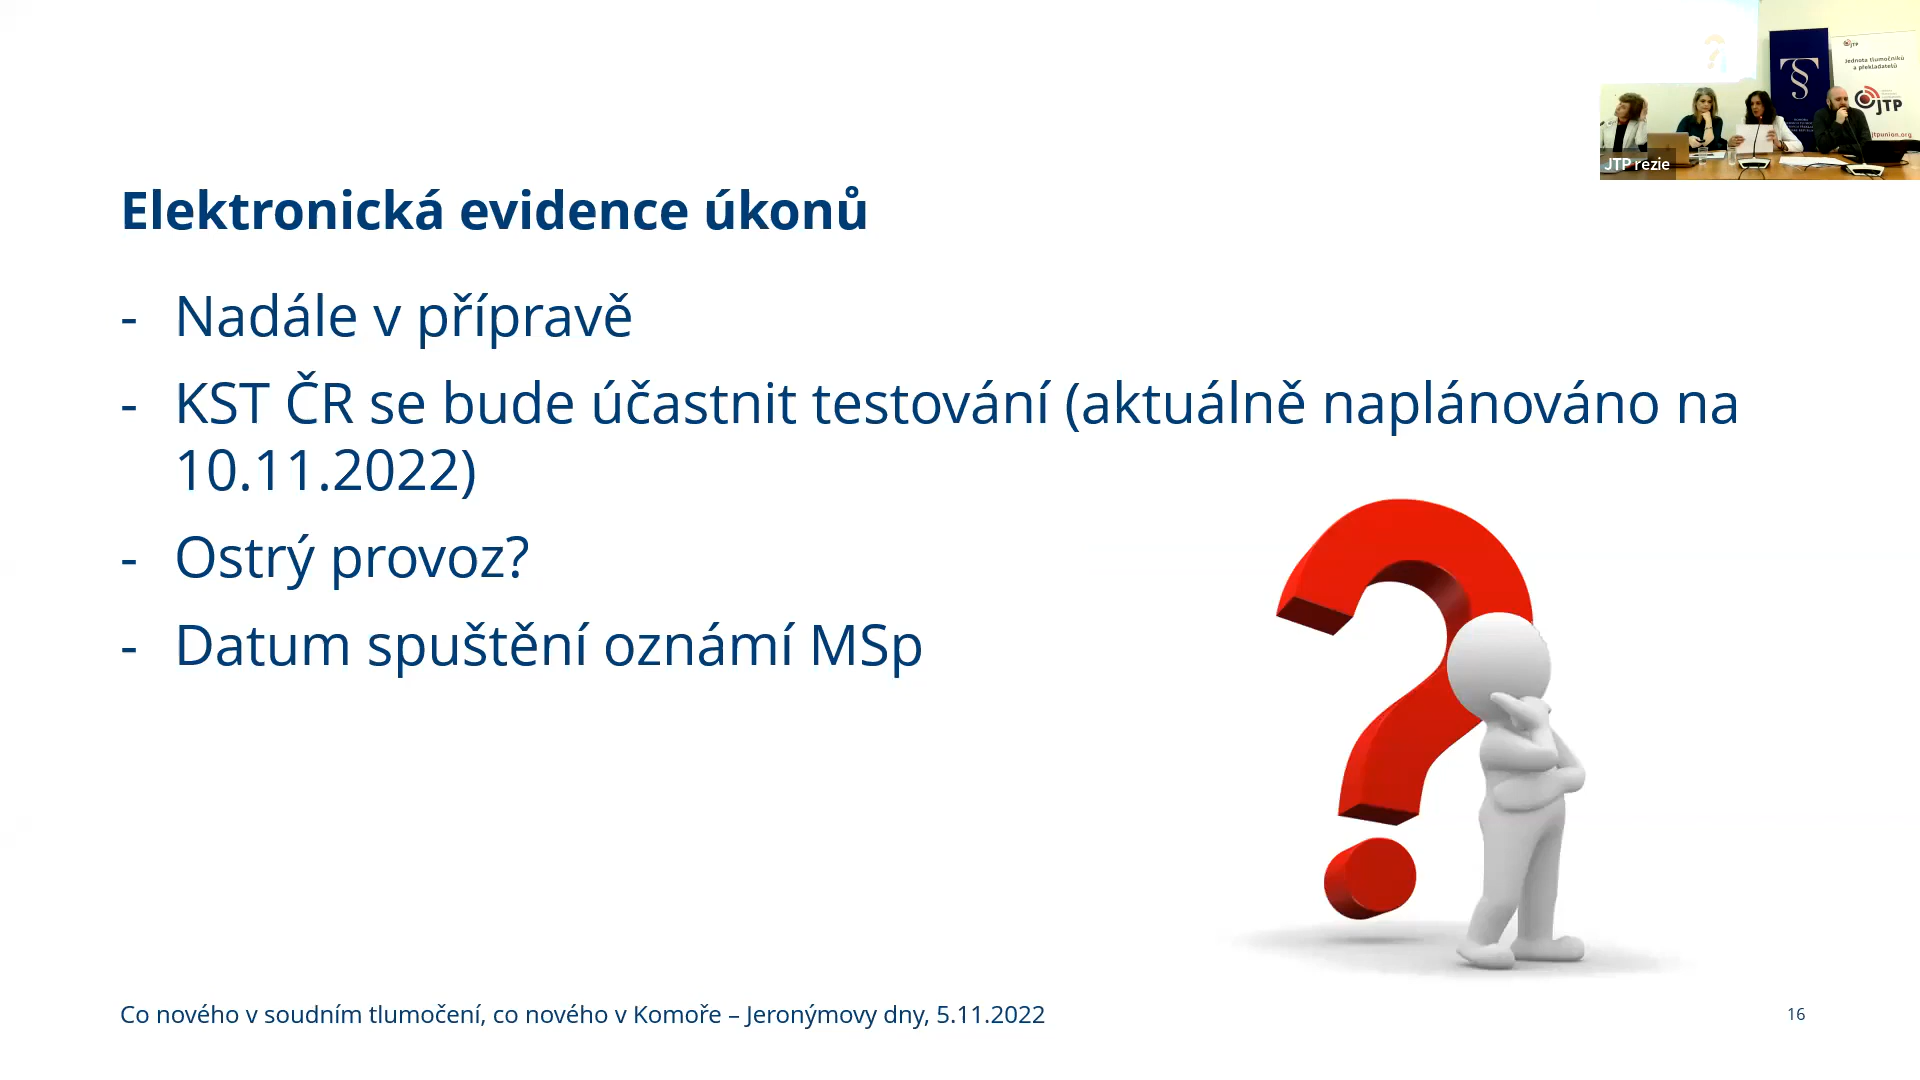 Elektronická evidence úkonů
- Nadále v přípravě
- KST ČR se bude účastnit testování (aktuálně naplánováno na
10.11.2022)
- Ostrý provoz?
- Datum spuštění oznámí MSp
Co nového v soudním tlumočení, co nového v Komoře – Jeronýmovy dny, 5.11.2022
16
JTP
Jednota tlumočníků
a překladatelů
JTP
jtpunion.org
JTP rezie